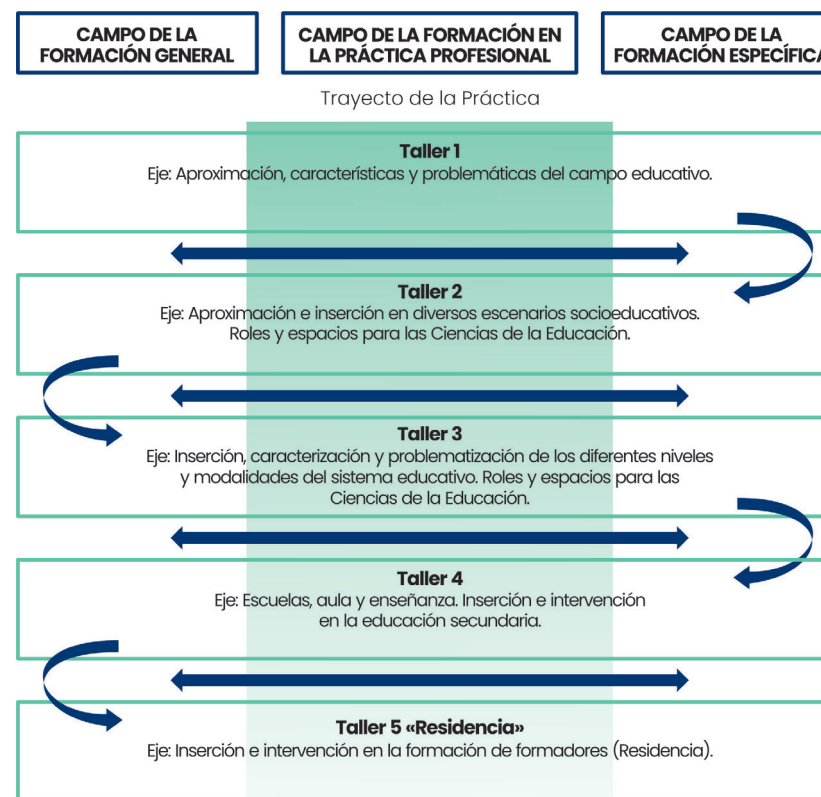 CAMPO DE LA
FORMACIÓN GENERAL
CAMPO DE LA FORMACIÓN EN
LA PRÁCTICA PROFESIONAL
CAMPO DE LA
FORMACIÓN ESPECÍFICA
Trayecto de la Práctica
Taller 1
Eje: Aproximación, características y problemáticas del campo educativo.
Taller 2
Eje: Aproximación e inserción en diversos escenarios socioeducativos.
Roles y espacios para las Ciencias de la Educación.
Taller 3
Eje: Inserción, caracterización y problematización de los diferentes niveles
y modalidades del sistema educativo. Roles y espacios para las
Ciencias de la Educación.
Taller 4
Eje: Escuelas, aula y enseñanza. Inserción e intervención
en la educación secundaria.
Taller 5 «Residencia»
Eje: Inserción e intervención en la formación de formadores (Residencia).